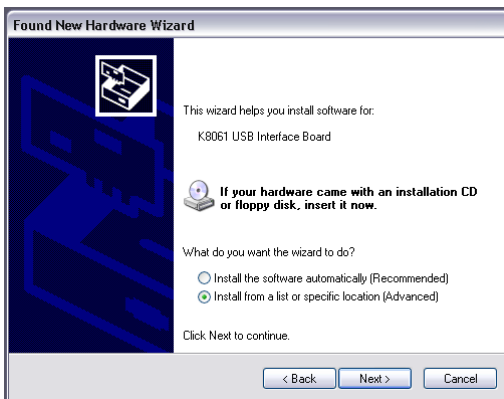 Found New Hardware Wizard
This wizard helps you install software for:
K8061 USB Interface Board
If your hardware came with an installation CD
or floppy disk, insert it now.
What do you want the wizard to do?
Install the software automatically (Recommended)
Install from a list or specific location (Advanced)
Click Next to continue.
< Back
Next >
Cancel